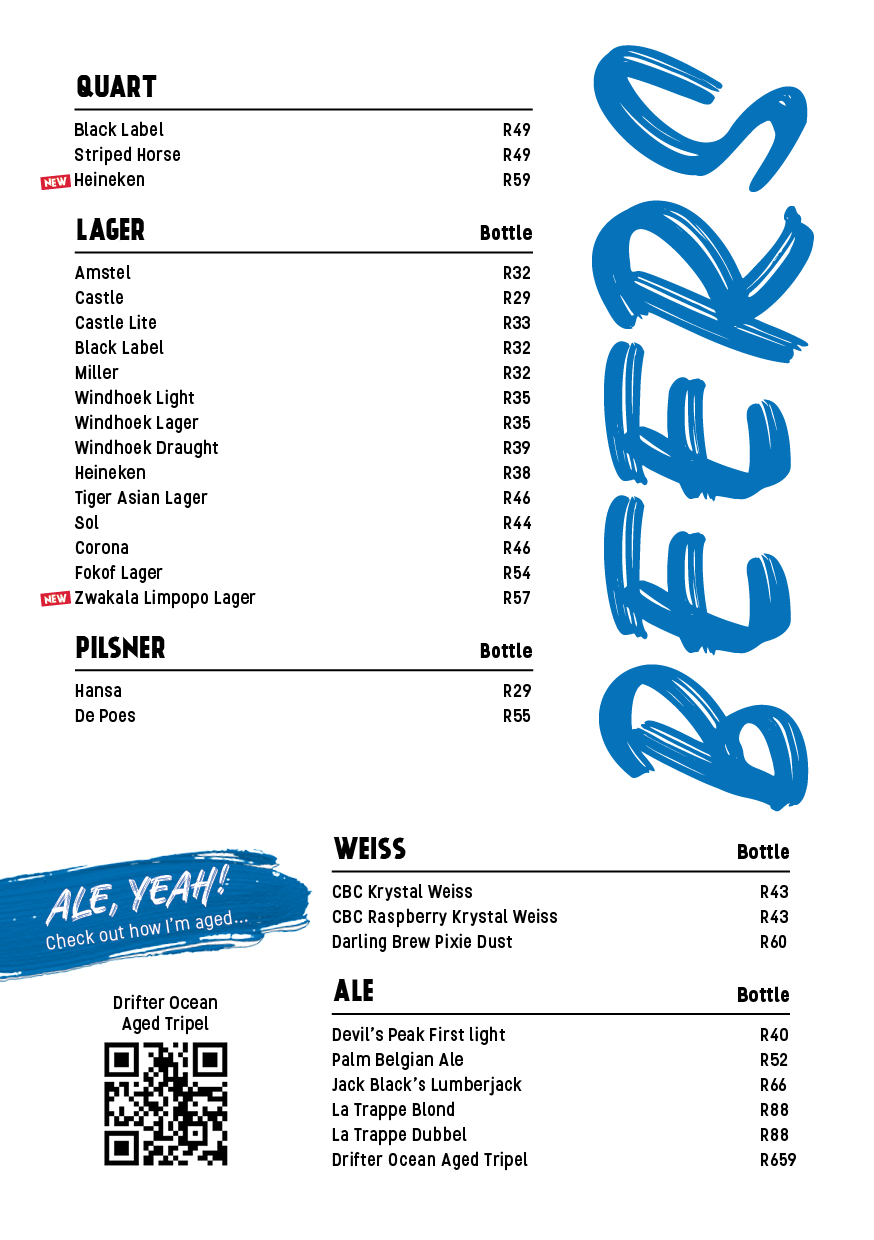 BEERS
QUART
Black Label R49
Striped Horse R49
NEW Heineken R59
LAGER Bottle
Amstel R32
Castle R29
Castle Lite R33
Black Label R32
Miller R32
Windhoek Light R35
Windhoek Lager R35
Windhoek Draught R39
Heineken R38
Tiger Asian Lager R46
Sol R44
Corona R46
Fokof Lager R54
NEW Zwakala Limpopo Lager R57
PILSNER Bottle
Hansa R29
De Poes R55
WEISS Bottle
CBC Krystal Weiss R43
CBC Raspberry Krystal Weiss R43
Darling Brew Pixie Dust R60
ALE Bottle
Devil's Peak First light R40
Palm Belgian Ale R52
Jack Black's Lumberjack R66
La Trappe Blond R88
La Trappe Dubbel R88
Drifter Ocean Aged Tripel R659
ALE, YEAH!
Check out how I'm aged...
Drifter Ocean
Aged Tripel